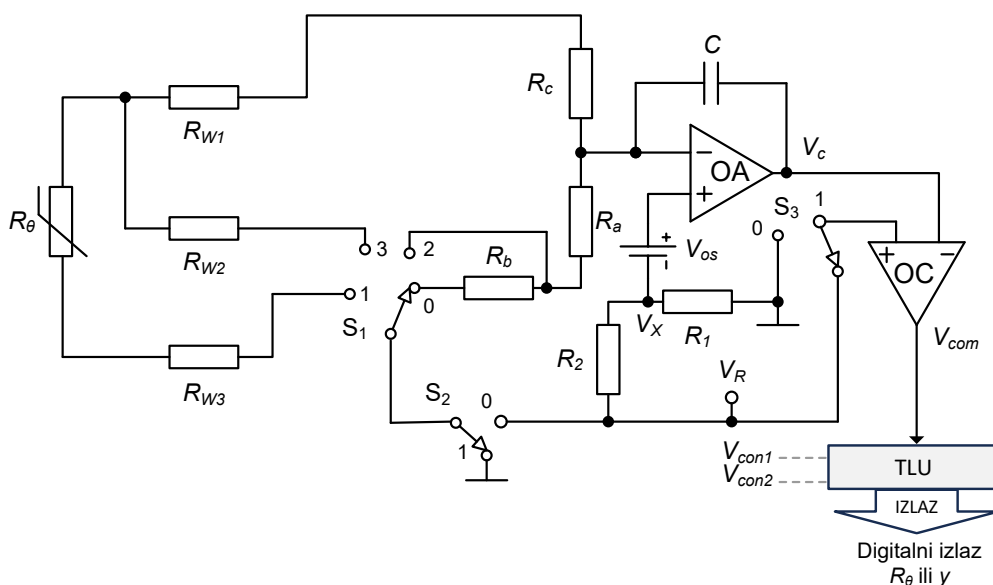 C
R_c
R_W1
V_c
OA
S_3
1
R_a
0
R_θ
R_W2
3
2
V_os
OC
R_b
1
0
S_1
V_X
R_1
V_com
R_W3
R_2
V_R
S_2
0
1
V_con1
TLU
V_con2
IZLAZ
Digitalni izlaz
R_θ ili y